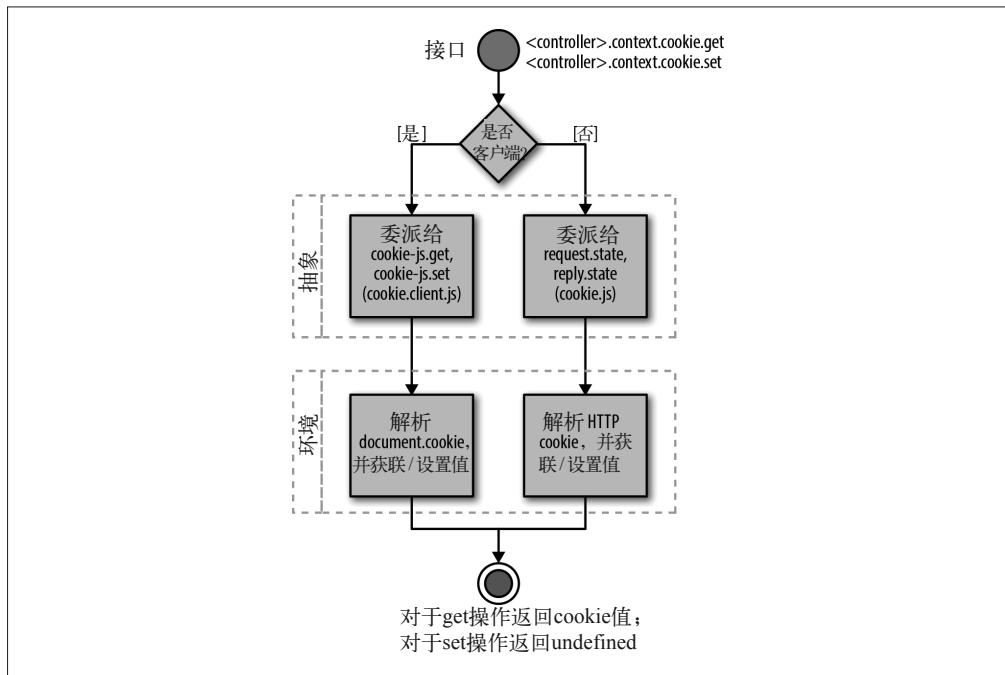 接口
<controller>.context.cookie.get
<controller>.context.cookie.set
[是]
是否
客户端?
[否]
抽象
委派给
cookie-js.get,
cookie-js.set
(cookie.client.js)
委派给
request.state,
reply.state
(cookie.js)
环境
解析
document.cookie,
并获联/设置值
解析 HTTP
cookie，并获
联/设置值
对于get操作返回cookie值；
对于set操作返回undefined